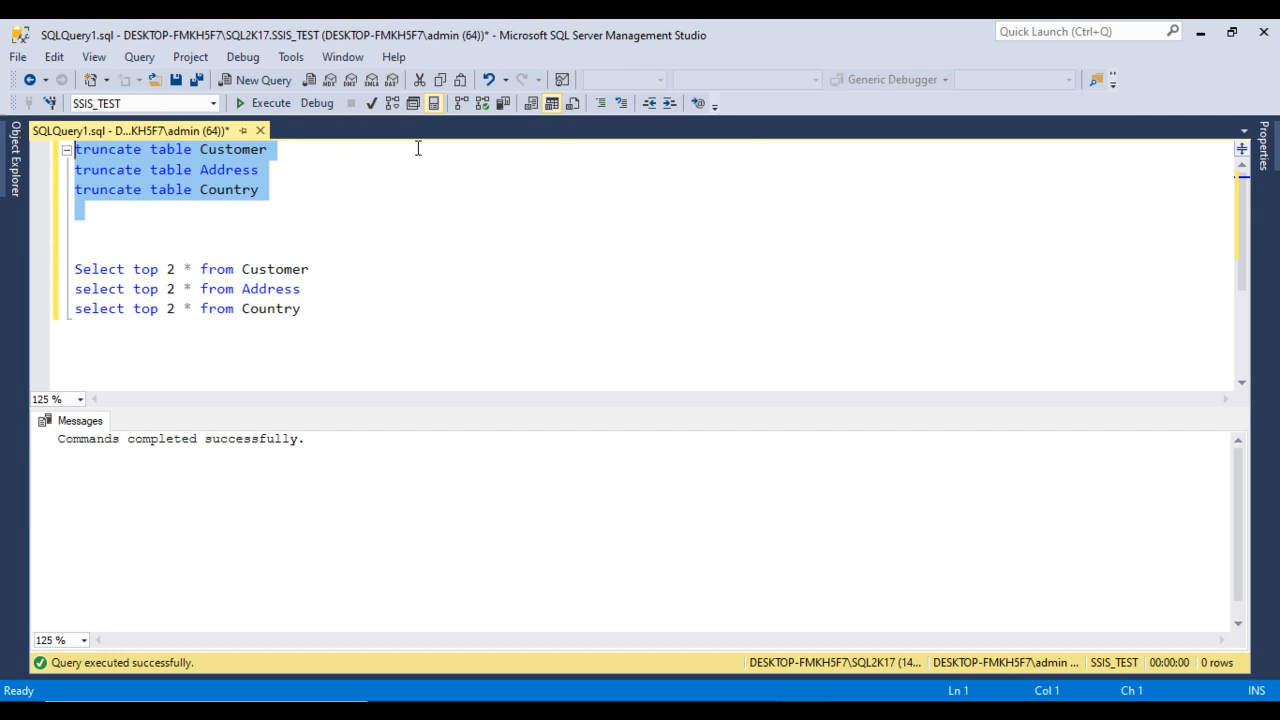 SQLQuery1.sql - DESKTOP-FMKH5F7\SQL2K17.SSIS_TEST (DESKTOP-FMKH5F7\admin (64))* - Microsoft SQL Server Management Studio
Quick Launch (Ctrl+Q)
File Edit View Query Project Debug Tools Window Help
New Query
MDX DMX XMLA DAX
Generic Debugger
SSIS_TEST
Execute Debug
SQLQuery1.sql - D...KH5F7\admin (64))*
Object Explorer
Properties
truncate table Customer
truncate table Address
truncate table Country
Select top 2 * from Customer
select top 2 * from Address
select top 2 * from Country
125 %
Messages
Commands completed successfully.
125 %
Query executed successfully.
DESKTOP-FMKH5F7\SQL2K17 (14... DESKTOP-FMKH5F7\admin ... SSIS_TEST 00:00:00 0 rows
Ready Ln 1 Col 1 Ch 1 INS